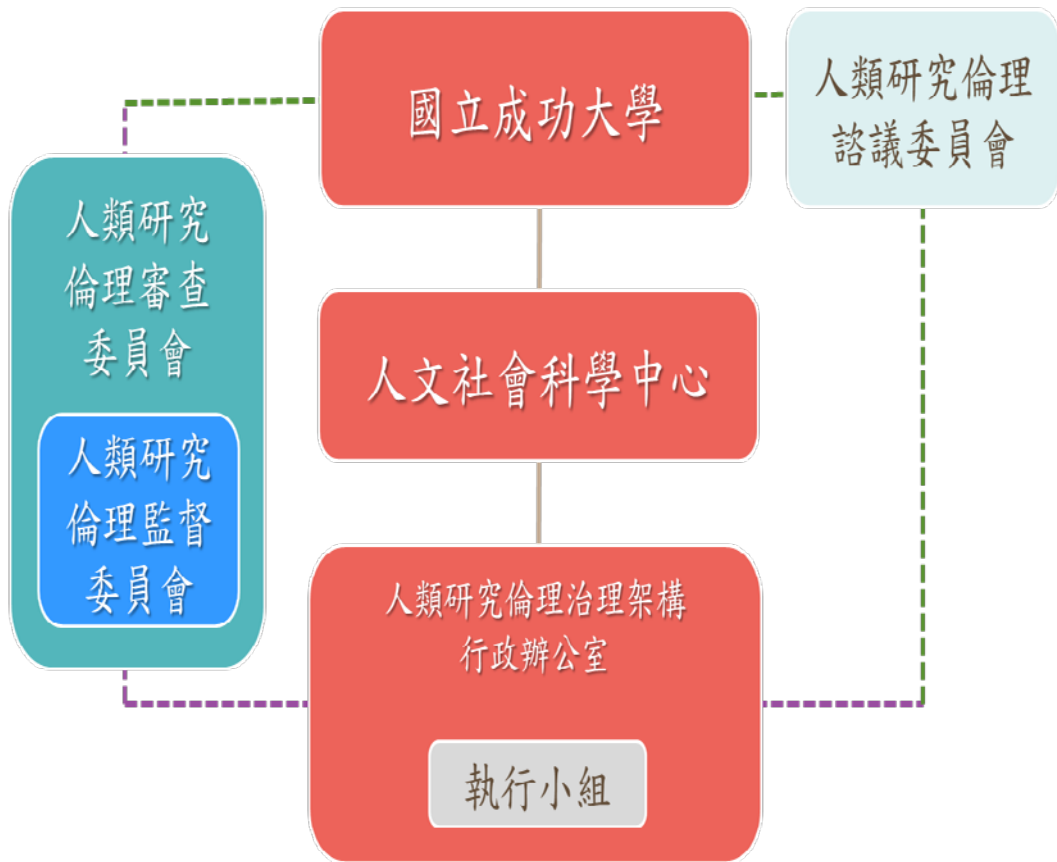 國立成功大學
人類研究倫理
諮議委員會
人類研究
倫理審查
委員會
人類研究
倫理監督
委員會
人文社會科學中心
人類研究倫理治理架構
行政辦公室
執行小組